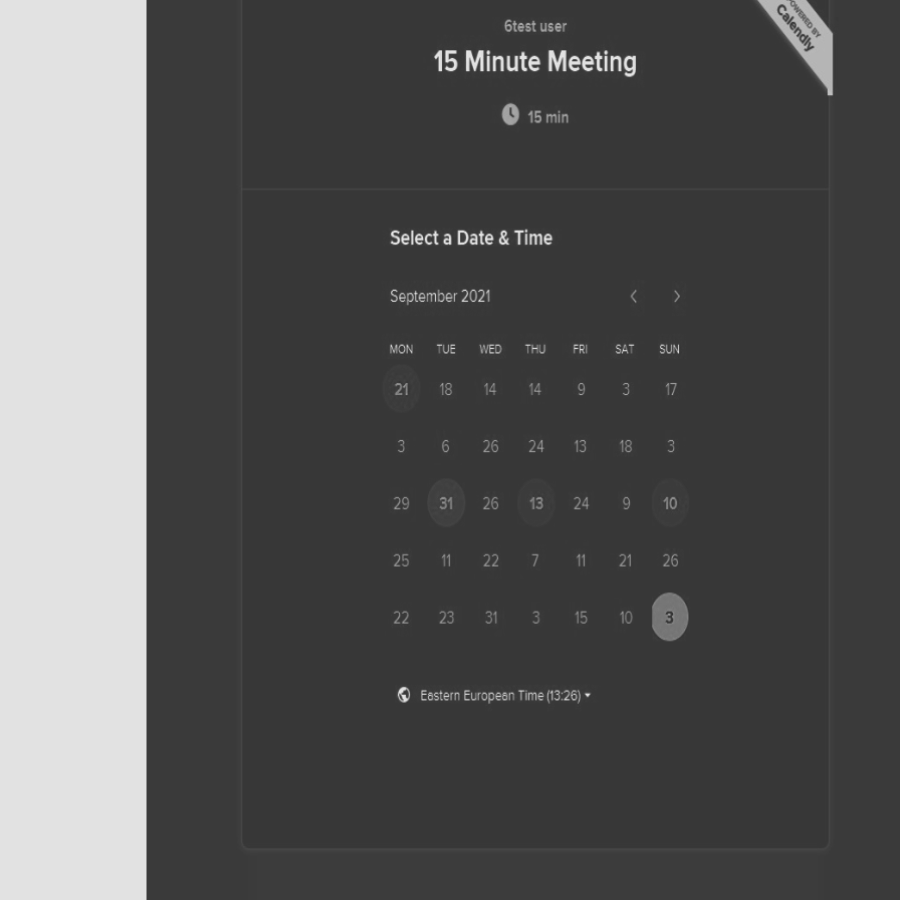 6test user
POWERED BY
Calendly
15 Minute Meeting
15 min
Select a Date & Time
September 2021
MON TUE WED THU FRI SAT SUN
21 18 14 14 9 3 17
3 6 26 24 13 18 3
29 31 26 13 24 9 10
25 11 22 7 11 21 26
22 23 31 3 15 10 3
Eastern European Time (13:26)